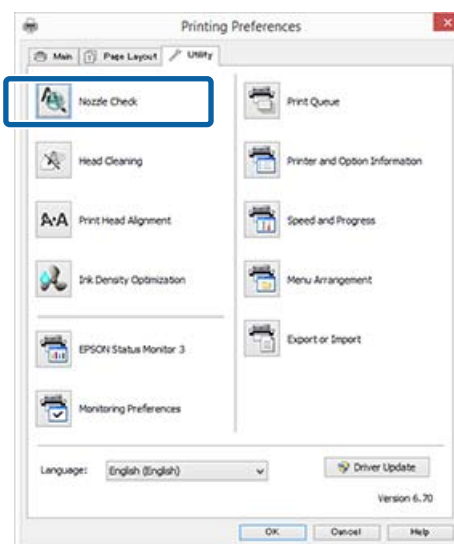 Printing Preferences
Main
Page Layout
Utility
Nozzle Check
Print Queue
Head Cleaning
Printer and Option Information
A·A
Print Head Alignment
Speed and Progress
Ink Density Optimization
Menu Arrangement
EPSON Status Monitor 3
Export or Import
Monitoring Preferences
Language:
English (English)
Driver Update
Version 6.70
OK
Cancel
Help